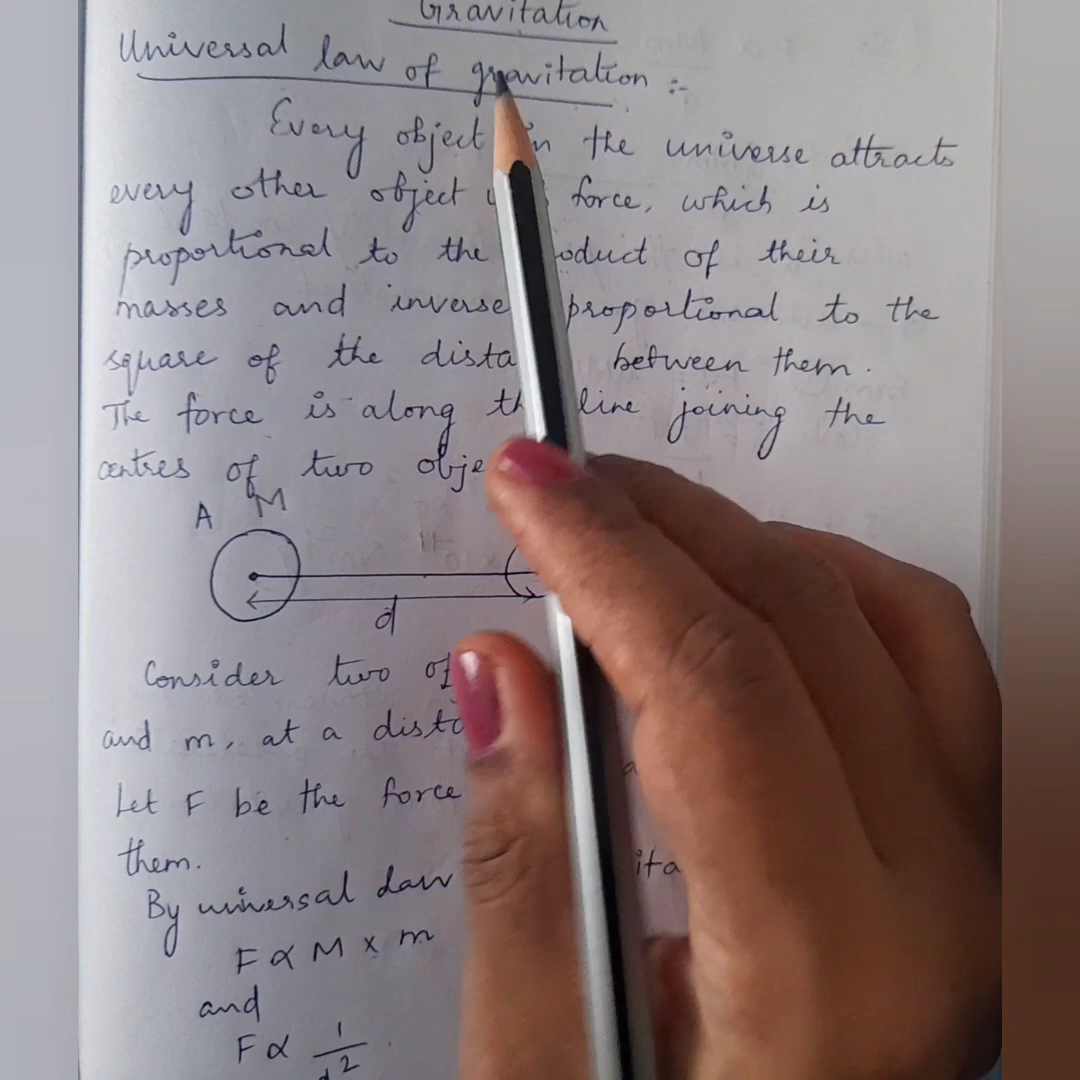 Gravitation
Universal law of gravitation :-
Every object in the universe attracts
every other object force, which is
proportional to the product of their
masses and inverse proportional to the
square of the dista between them.
The force is along th line joining the
centres of two obje
A M
d
Consider two
and m, at a dist
Let F be the force
them.
By universal law
F ∝ M × m
and
F ∝ 1/d²